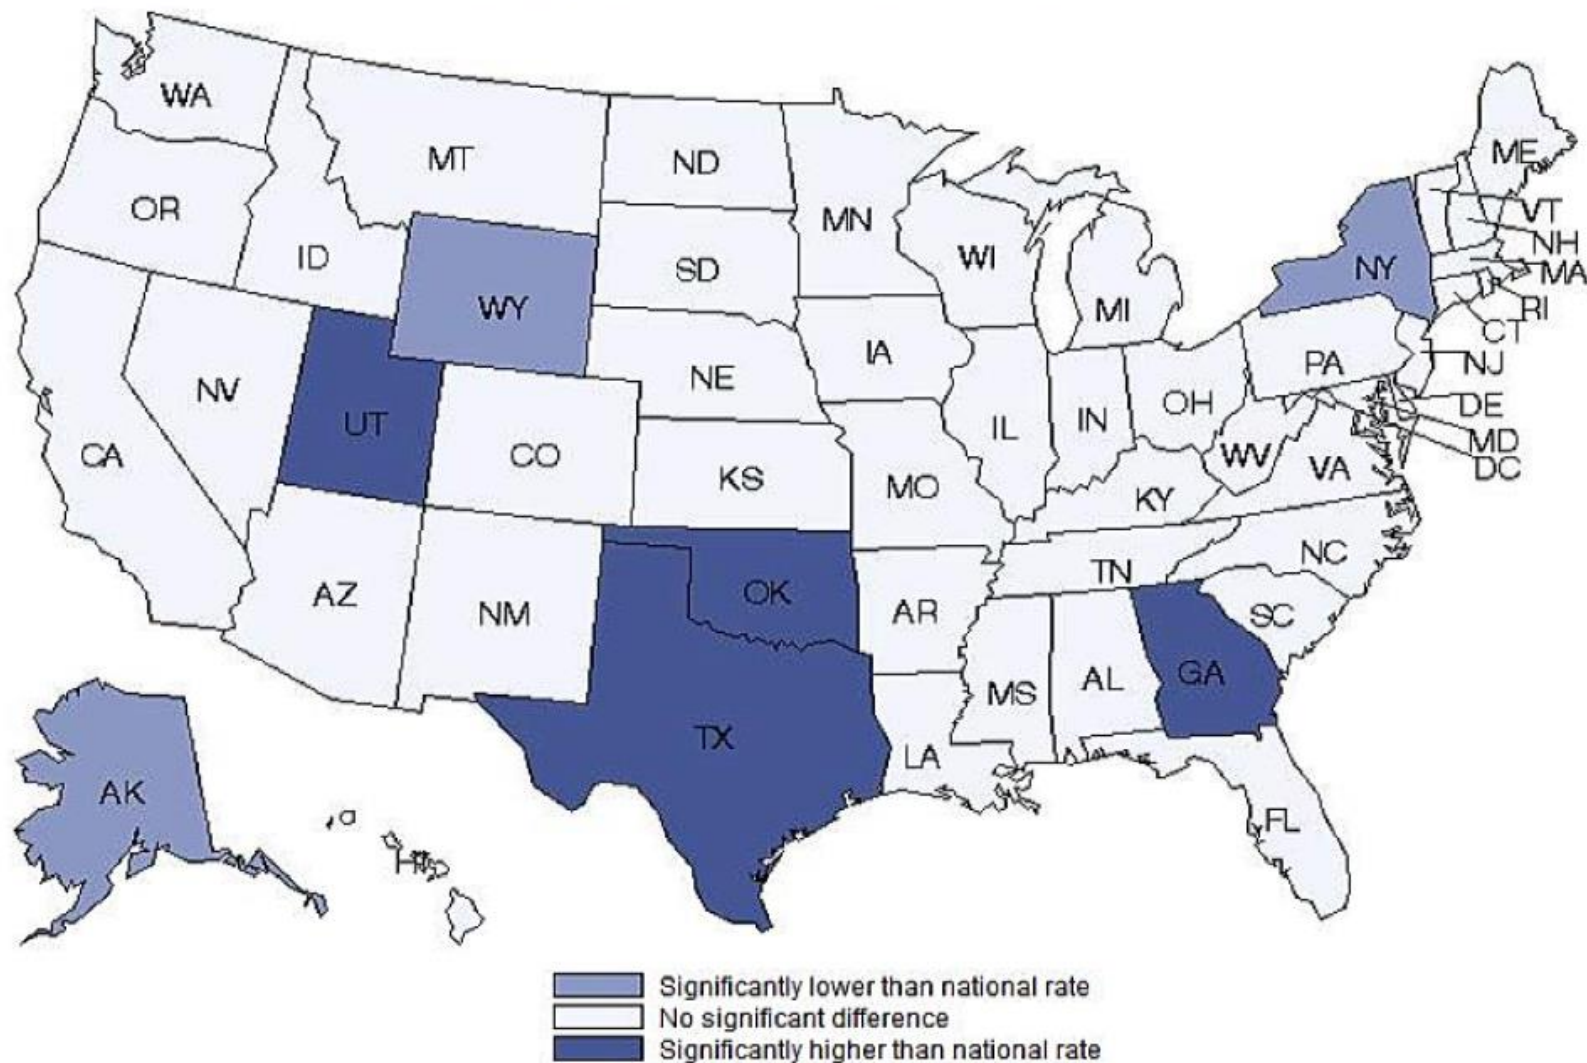 WA
MT
ND
ME
OR
MN
VT
ID
SD
WI
NH
NY
MA
WY
MI
RI
CT
IA
PA
NJ
NV
NE
OH
DE
UT
IL
IN
MD
CA
CO
KS
MO
WV
VA
DC
KY
NC
AZ
NM
OK
AR
TN
SC
MS
AL
GA
TX
LA
AK
FL
HI
Significantly lower than national rate
No significant difference
Significantly higher than national rate